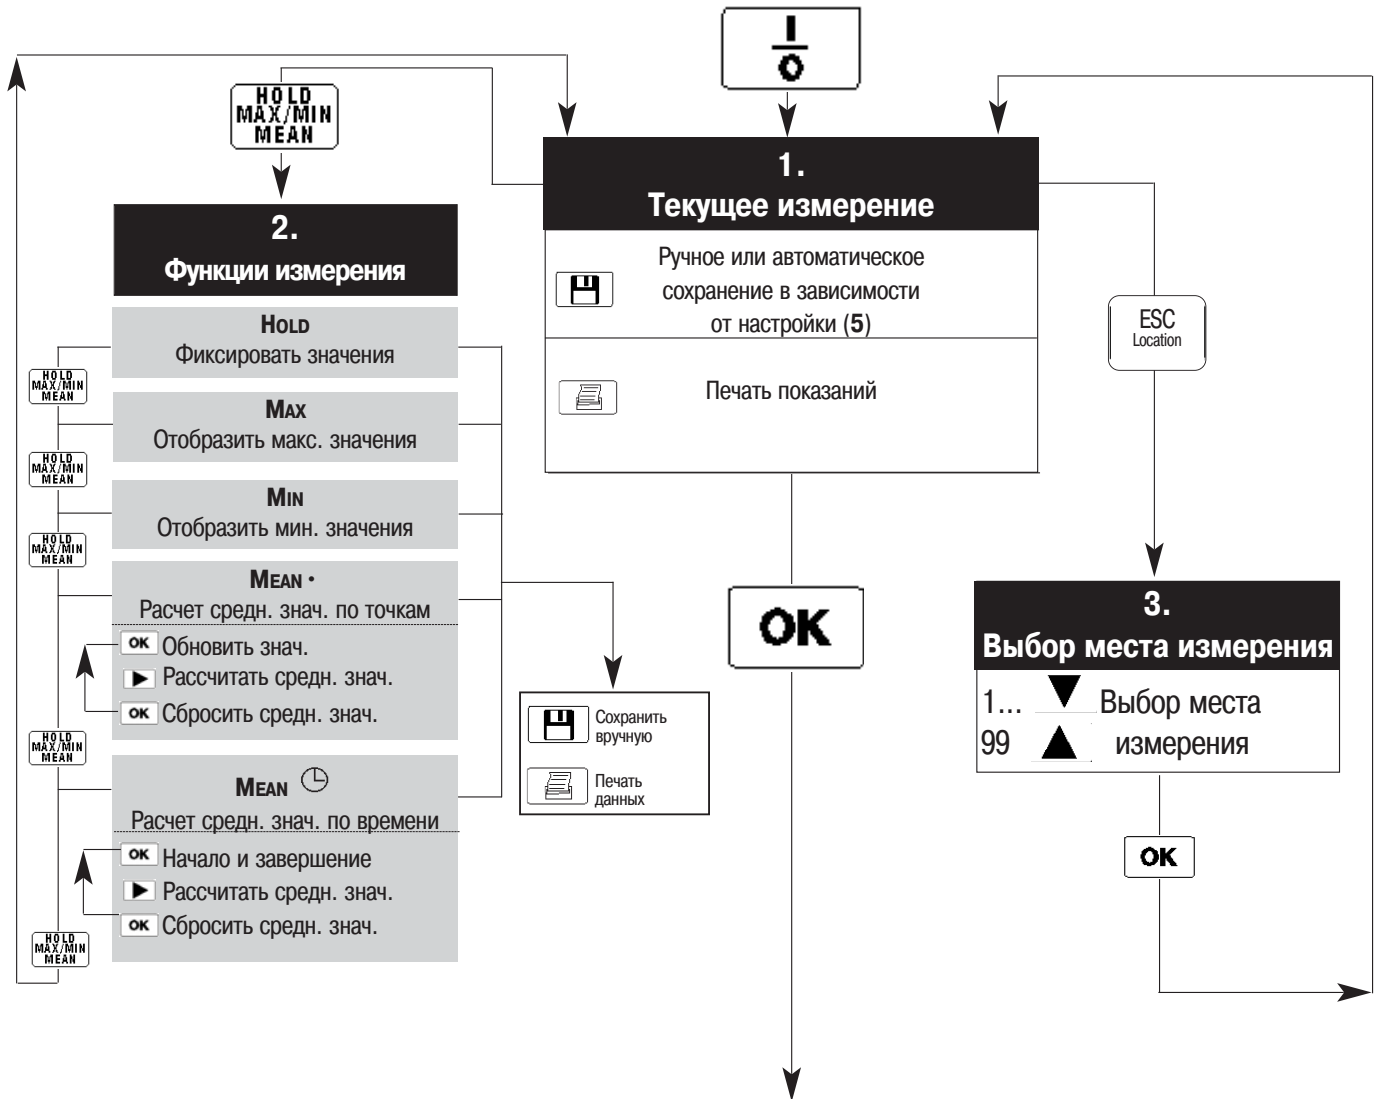 I
O
HOLD
MAX/MIN
MEAN
1.
Текущее измерение
Ручное или автоматическое
сохранение в зависимости
от настройки (5)
Печать показаний
2.
Функции измерения
HOLD
Фиксировать значения
HOLD
MAX/MIN
MEAN
MAX
Отобразить макс. значения
HOLD
MAX/MIN
MEAN
MIN
Отобразить мин. значения
HOLD
MAX/MIN
MEAN
MEAN •
Расчет средн. знач. по точкам
OK Обновить знач.
Рассчитать средн. знач.
OK Сбросить средн. знач.
HOLD
MAX/MIN
MEAN
MEAN
Расчет средн. знач. по времени
OK Начало и завершение
Рассчитать средн. знач.
OK Сбросить средн. знач.
HOLD
MAX/MIN
MEAN
Сохранить
вручную
Печать
данных
OK
ESC
Location
3.
Выбор места измерения
1... ▼ Выбор места
99 ▲ измерения
OK